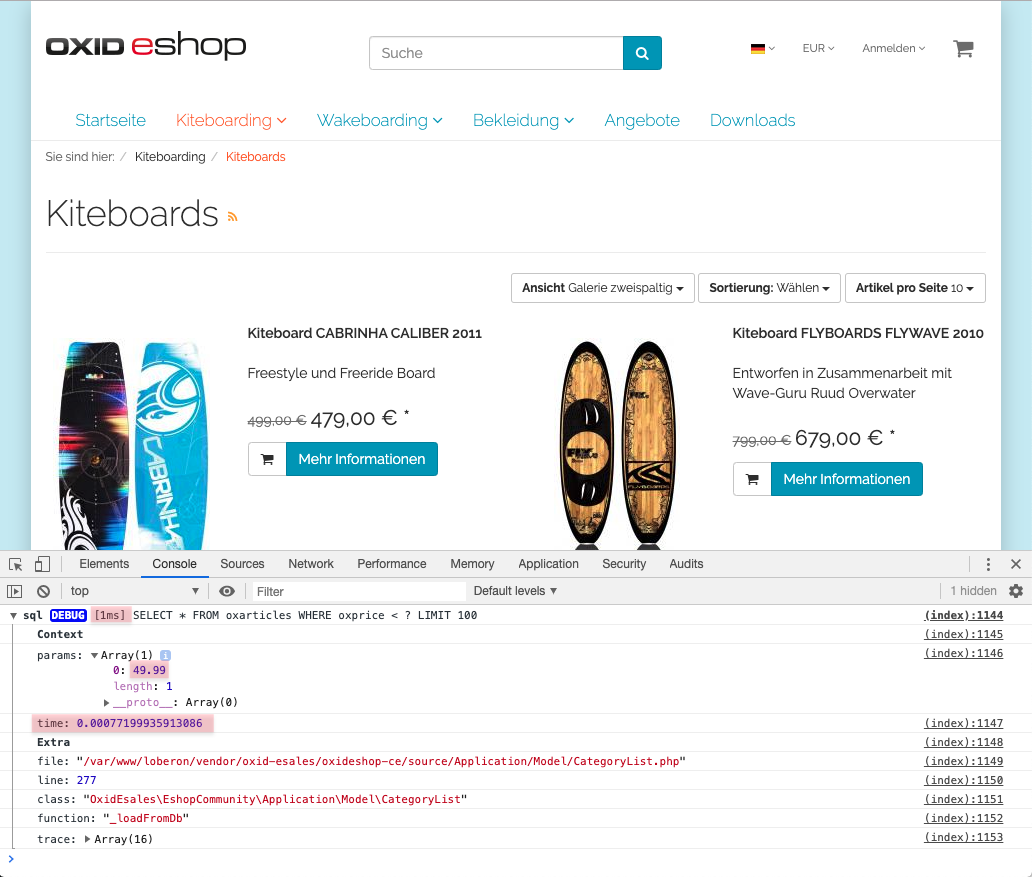 OXID eshop
Suche
EUR
Anmelden
Startseite Kiteboarding Wakeboarding Bekleidung Angebote Downloads
Sie sind hier: / Kiteboarding / Kiteboards
Kiteboards
Ansicht Galerie zweispaltig Sortierung: Wählen Artikel pro Seite 10
Kiteboard CABRINHA CALIBER 2011
Freestyle und Freeride Board
499,00 € 479,00 € *
Mehr Informationen
CABRINHA
Kiteboard FLYBOARDS FLYWAVE 2010
Entworfen in Zusammenarbeit mit
Wave-Guru Ruud Overwater
799,00 € 679,00 € *
Mehr Informationen
FLYBOARDS
Elements Console Sources Network Performance Memory Application Security Audits
top Filter Default levels 1 hidden
sql DEBUG [1ms] SELECT * FROM oxarticles WHERE oxprice < ? LIMIT 100 (index):1144
Context (index):1145
params: Array(1) i (index):1146
0: 49.99
length: 1
__proto__: Array(0)
time: 0.00077199935913086 (index):1147
Extra (index):1148
file: "/var/www/loberon/vendor/oxid-esales/oxideshop-ce/source/Application/Model/CategoryList.php" (index):1149
line: 277 (index):1150
class: "OxidEsales\EshopCommunity\Application\Model\CategoryList" (index):1151
function: "_loadFromDb" (index):1152
trace: Array(16) (index):1153